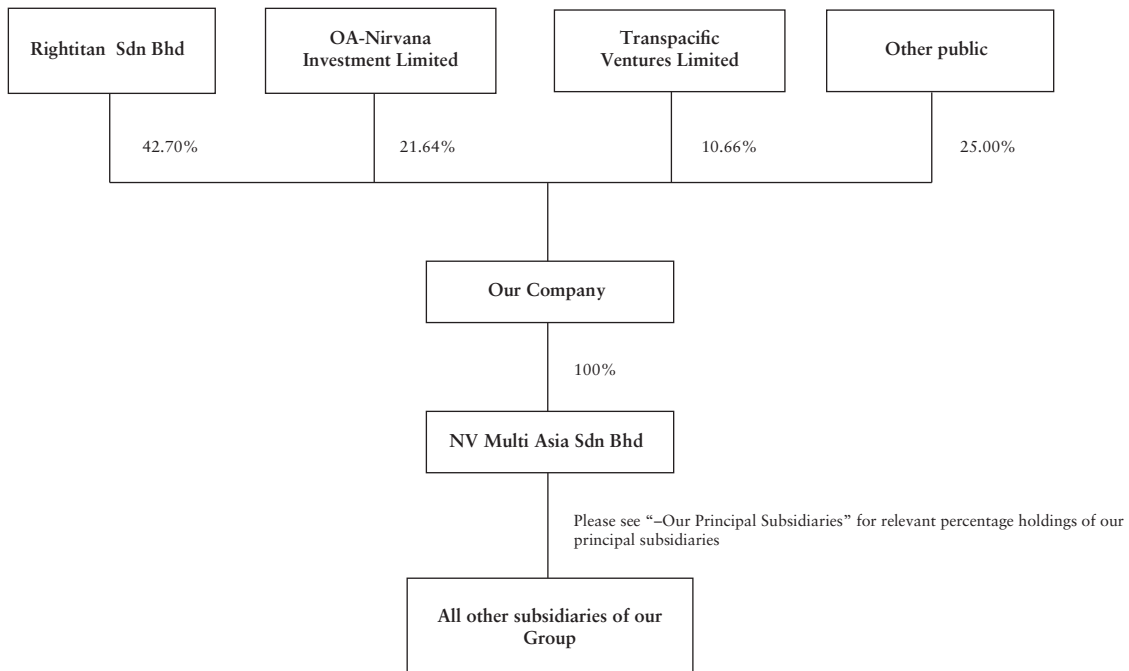 Rightitan Sdn Bhd
OA-Nirvana
Investment Limited
Transpacific
Ventures Limited
Other public
42.70%
21.64%
10.66%
25.00%
Our Company
100%
NV Multi Asia Sdn Bhd
Please see “–Our Principal Subsidiaries” for relevant percentage holdings of our
principal subsidiaries
All other subsidiaries of our
Group